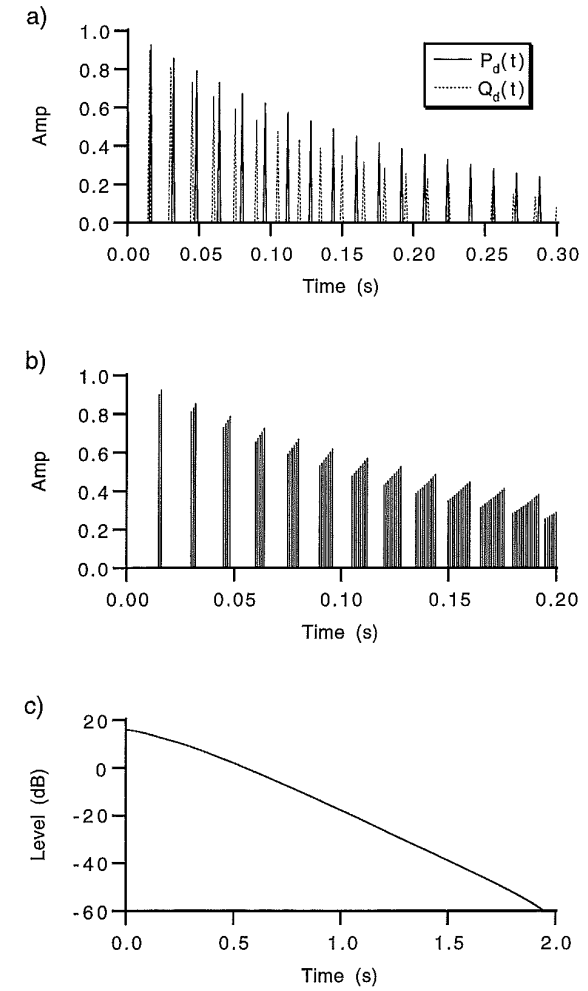 a)
1.0
0.8
0.6
0.4
0.2
0.0
Amp
P_d(t)
Q_d(t)
0.00 0.05 0.10 0.15 0.20 0.25 0.30
Time (s)
b)
1.0
0.8
0.6
0.4
0.2
0.0
Amp
0.00 0.05 0.10 0.15 0.20
Time (s)
c)
20
0
-20
-40
-60
Level (dB)
0.0 0.5 1.0 1.5 2.0
Time (s)